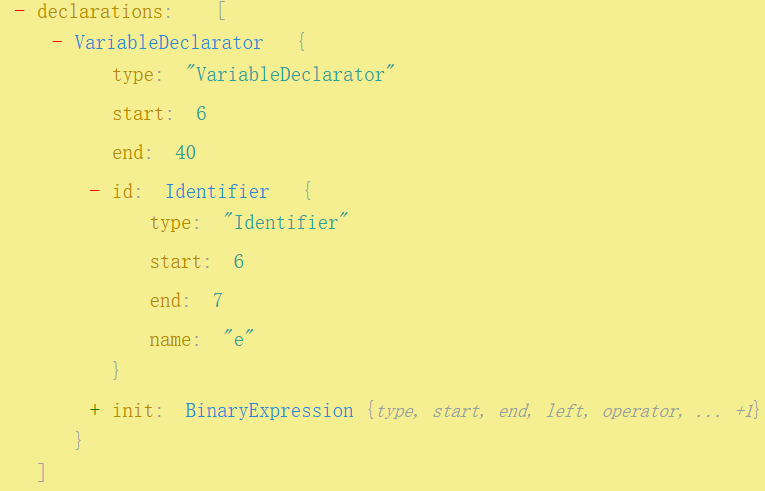 - declarations: [
- VariableDeclarator {
type: "VariableDeclarator"
start: 6
end: 40
- id: Identifier {
type: "Identifier"
start: 6
end: 7
name: "e"
}
+ init: BinaryExpression {type, start, end, left, operator, ... +1}
}
]